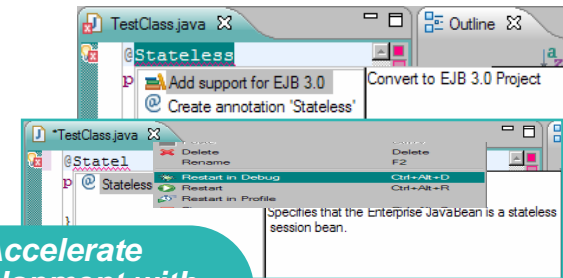 TestClass.java
Outline
@Stateless
p
Add support for EJB 3.0
Convert to EJB 3.0 Project
@ Create annotation 'Stateless'
*TestClass.java
Delete Delete
Rename F2
@Statel
Restart in Debug Ctrl+Alt+D
p @ Stateless
Restart Ctrl+Alt+R
Restart in Profile
Specifies that the Enterprise JavaBean is a stateless
session bean.
}
Accelerate
with